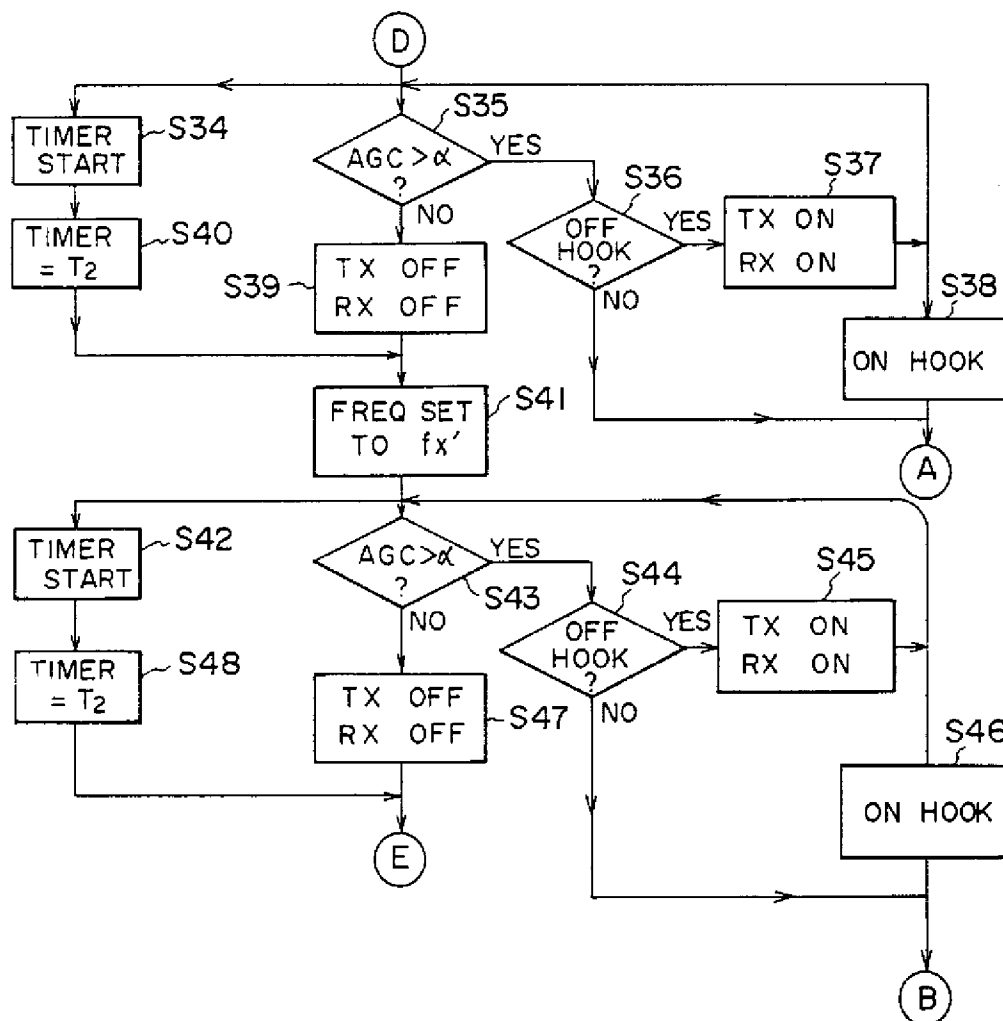 D
S34
TIMER
START
S35
AGC>α
?
YES
NO
S36
OFF
HOOK
?
YES
NO
S37
TX ON
RX ON
S38
ON HOOK
A
S40
TIMER
= T2
S39
TX OFF
RX OFF
S41
FREQ SET
TO fx′
S42
TIMER
START
AGC>α
?
YES
S43
NO
S44
OFF
HOOK
?
YES
NO
S45
TX ON
RX ON
S46
ON HOOK
B
S48
TIMER
= T2
TX OFF
RX OFF
S47
E